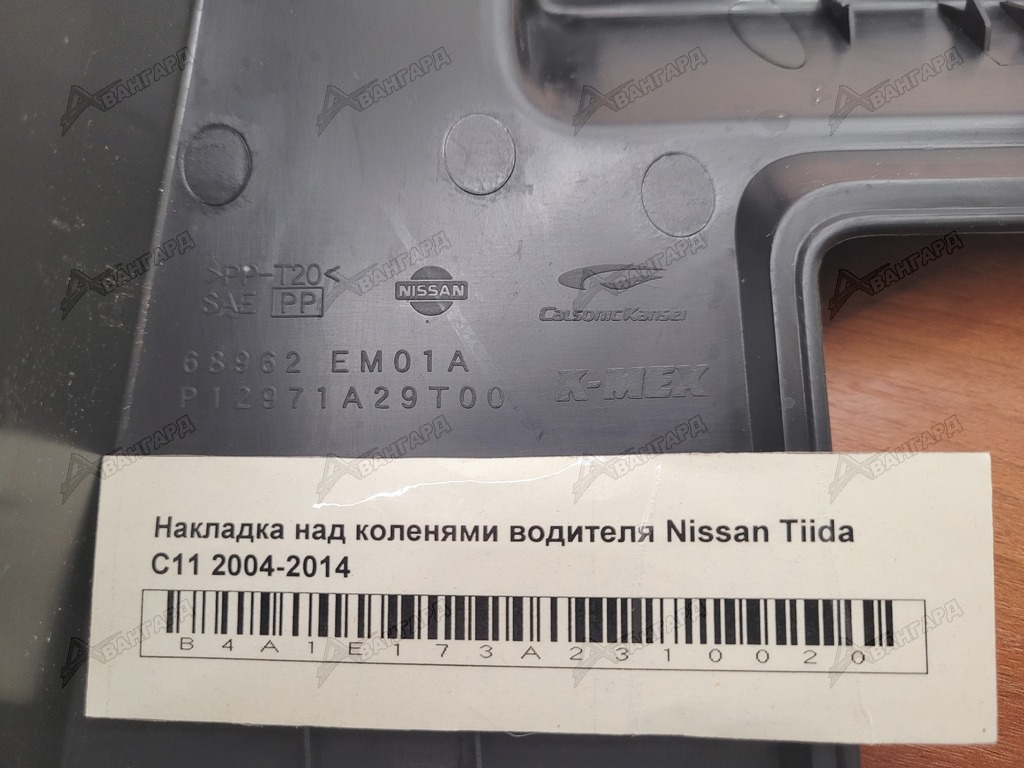 >PP-T20<
SAE PP
NISSAN
CalsonicKansei
68962 EM01A
P12971A29T00
K-MEX
Накладка над коленями водителя Nissan Tiida
C11 2004-2014
B4A1E173A2310020
АВАНГАРД